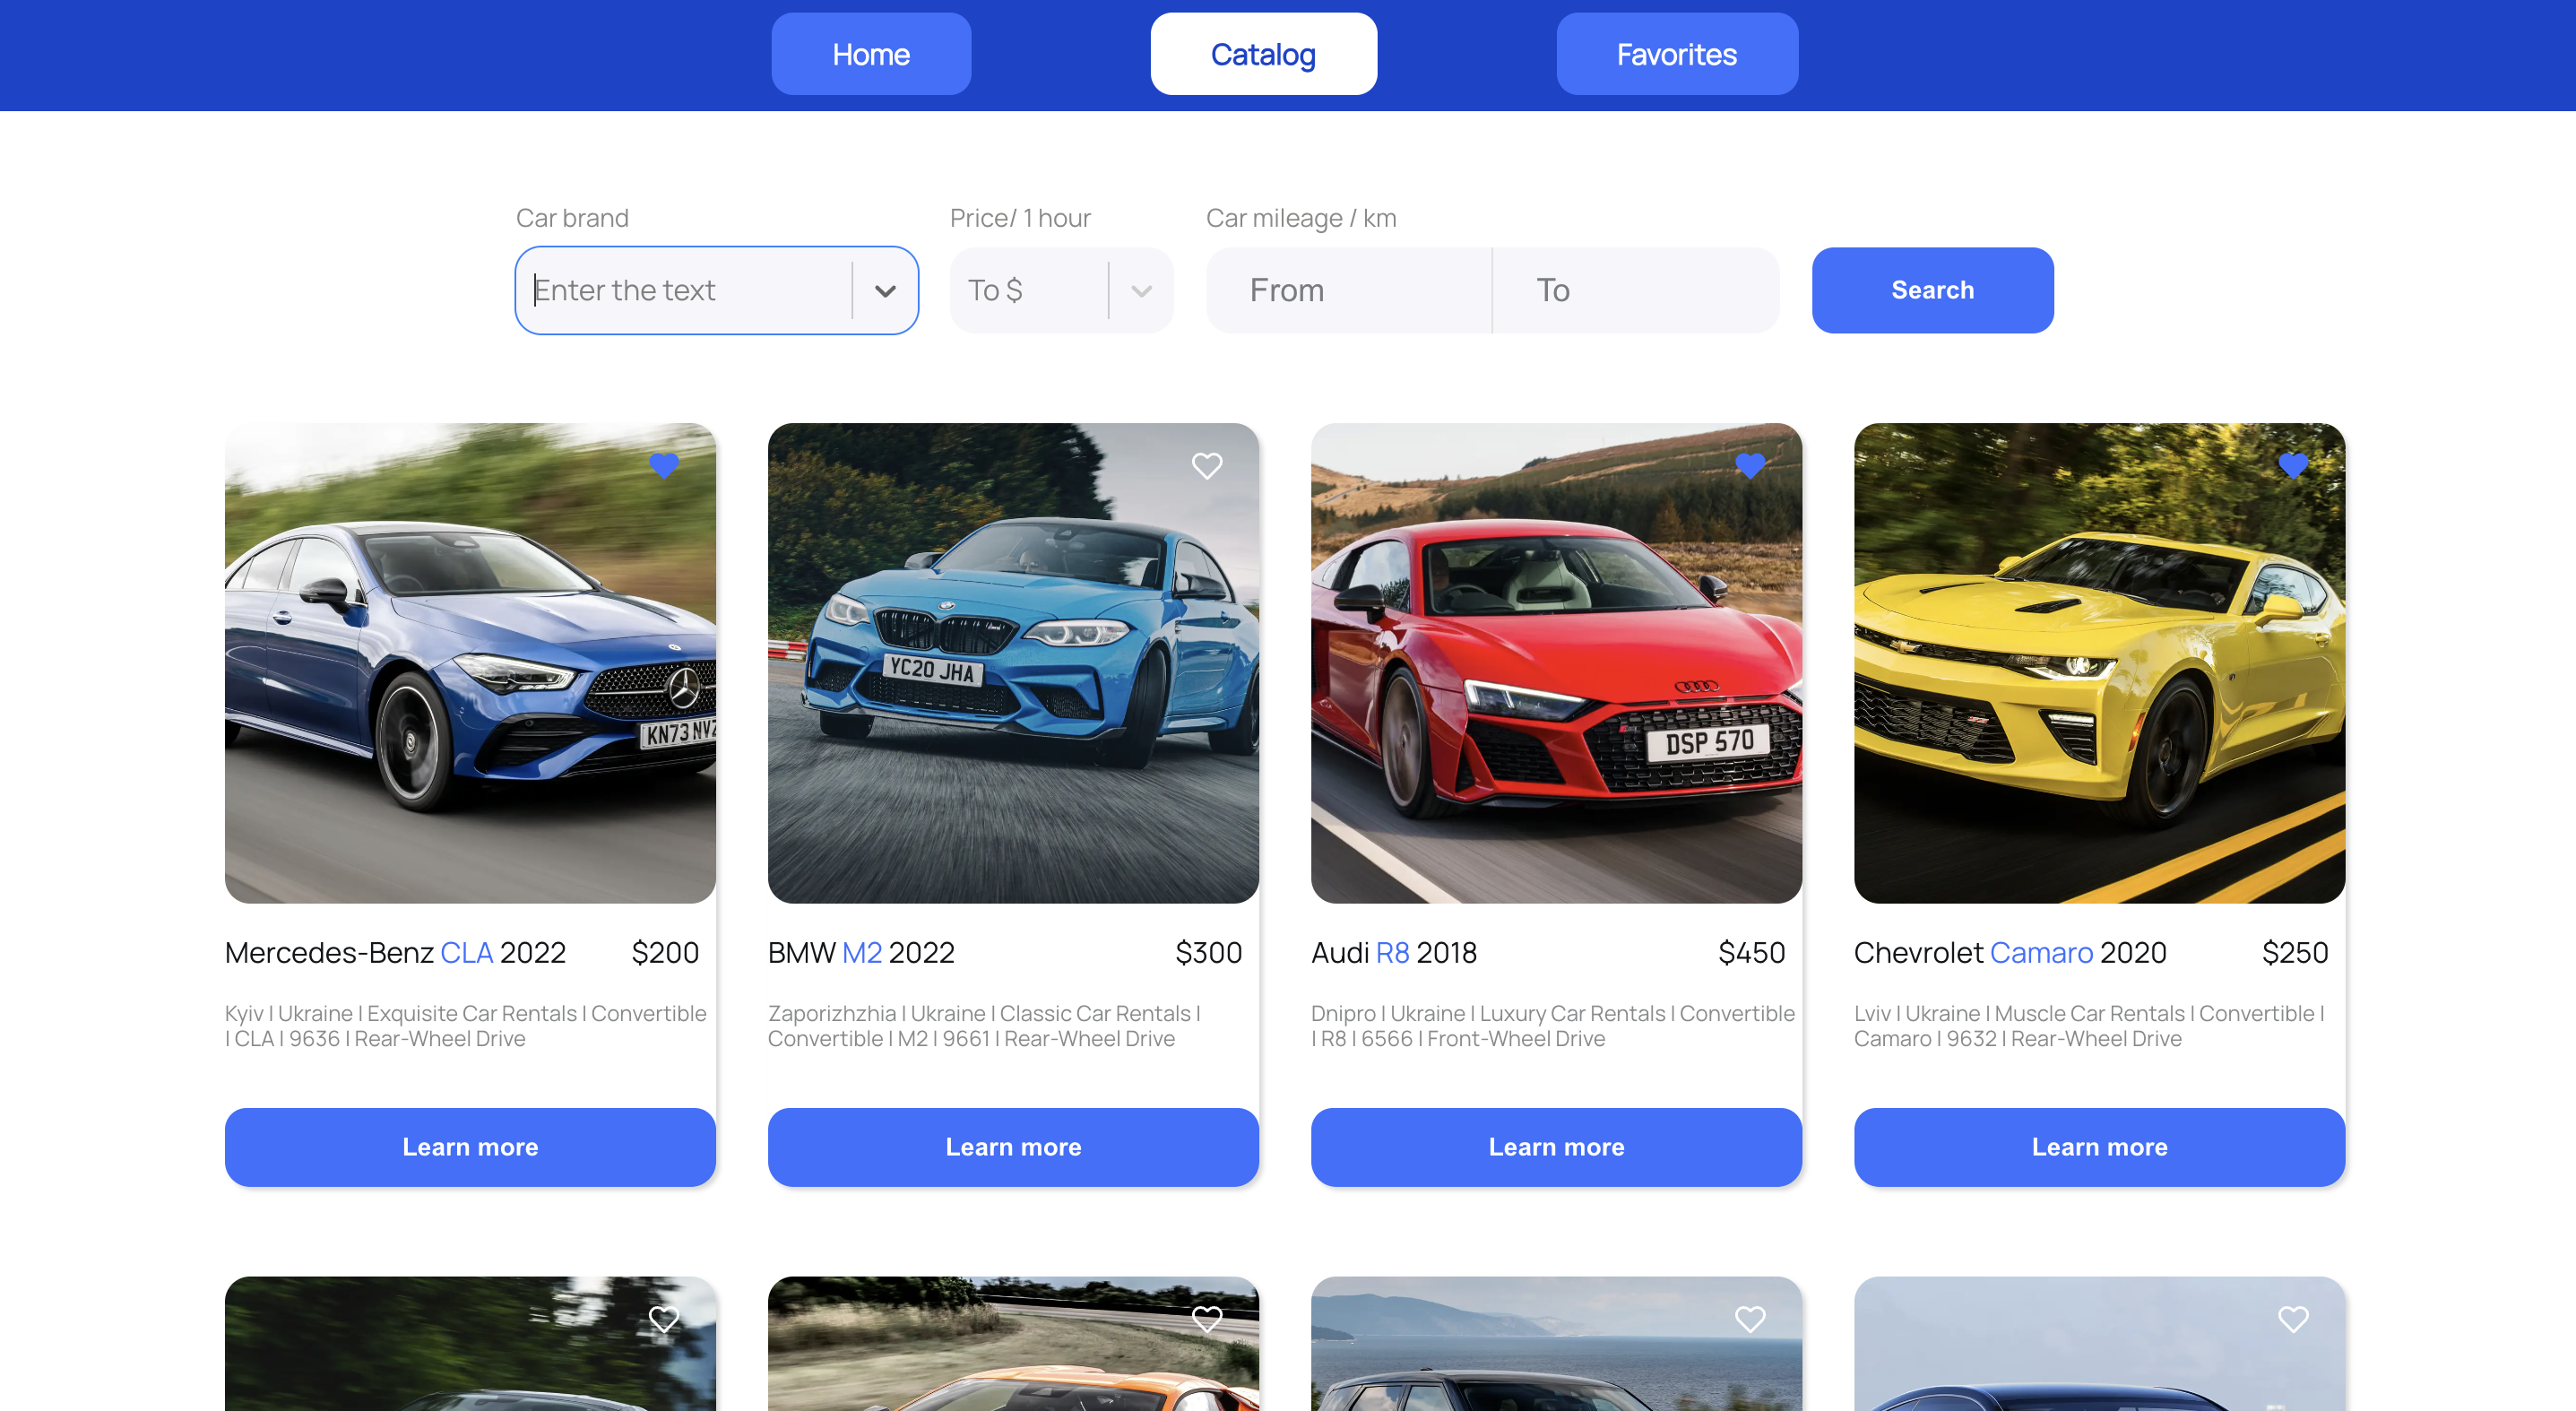 Home
Catalog
Favorites
Car brand
Price/ 1 hour
Car mileage / km
Enter the text
To $
From
To
Search
YC20 JHA
KN73 NVZ
DSP 570
Mercedes-Benz CLA 2022 $200
BMW M2 2022 $300
Audi R8 2018 $450
Chevrolet Camaro 2020 $250
Kyiv | Ukraine | Exquisite Car Rentals | Convertible
| CLA | 9636 | Rear-Wheel Drive
Zaporizhzhia | Ukraine | Classic Car Rentals |
Convertible | M2 | 9661 | Rear-Wheel Drive
Dnipro | Ukraine | Luxury Car Rentals | Convertible
| R8 | 6566 | Front-Wheel Drive
Lviv | Ukraine | Muscle Car Rentals | Convertible |
Camaro | 9632 | Rear-Wheel Drive
Learn more
Learn more
Learn more
Learn more